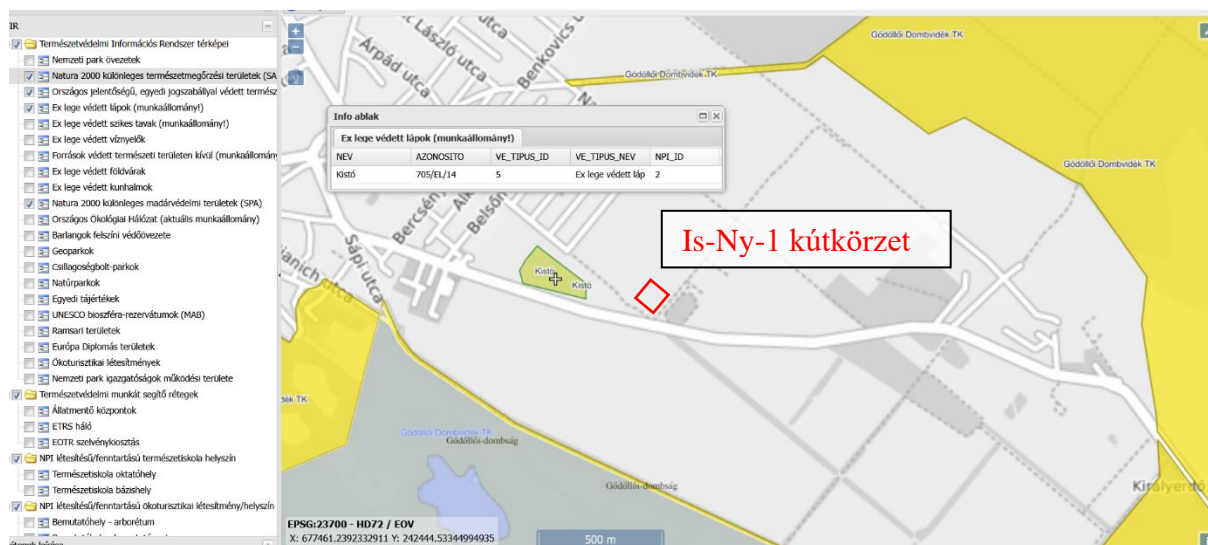 IR
Természetvédelmi Információs Rendszer térképei
Nemzeti park övezetek
Natura 2000 különleges természetmegőrzési területek (SA
Országos jelentőségű, egyedi jogszabállyal védett termész
Ex lege védett lápok (munkaállomány!)
Ex lege védett szikes tavak (munkaállomány!)
Ex lege védett víznyelők
Források védett természeti területen kívül (munkaállomány
Ex lege védett földvárak
Ex lege védett kunhalmok
Natura 2000 különleges madárvédelmi területek (SPA)
Országos Ökológiai Hálózat (aktuális munkaállomány)
Barlangok felszíni védőövezete
Geoparkok
Csillagoségbolt-parkok
Natúrparkok
Egyedi tájértékek
UNESCO bioszféra-rezervátumok (MAB)
Ramsari területek
Európa Diplomás területek
Ökoturisztikai létesítmények
Nemzeti park igazgatóságok működési területe
Természetvédelmi munkát segítő rétegek
Állatmentő központok
ETRS háló
EOTR szelvénykiosztás
NPI létesítésű/fenntartású természetiskola helyszín
Természetiskola oktatóhely
Természetiskola bázishely
NPI létesítésű/fenntartású ökoturisztikai létesítmény/helyszín
Bemutatóhely - arborétum
Árpád utca
László utca
utca
Benkovics
Gödöllői Dombvidék TK
Gödöllői Dombvidék TK
Gödöllői Dombvidék TK
Info ablak
Ex lege védett lápok (munkaállomány!)
NEV AZONOSITO VE_TIPUS_ID VE_TIPUS_NEV NPI_ID
Kistó 705/EL/14 5 Ex lege védett láp 2
Bercsén
Belső
Sápi utca
anich utca
Kistó
Kistó
Is-Ny-1 kútkörzet
dék TK
Gödöllői Dombvidék TK
Gödöllői-dombság
Gödöllői-dombság
Királyerdő
EPSG:23700 - HD72 / EOV
X: 677461.2392332911 Y: 242444.53344994935
500 m